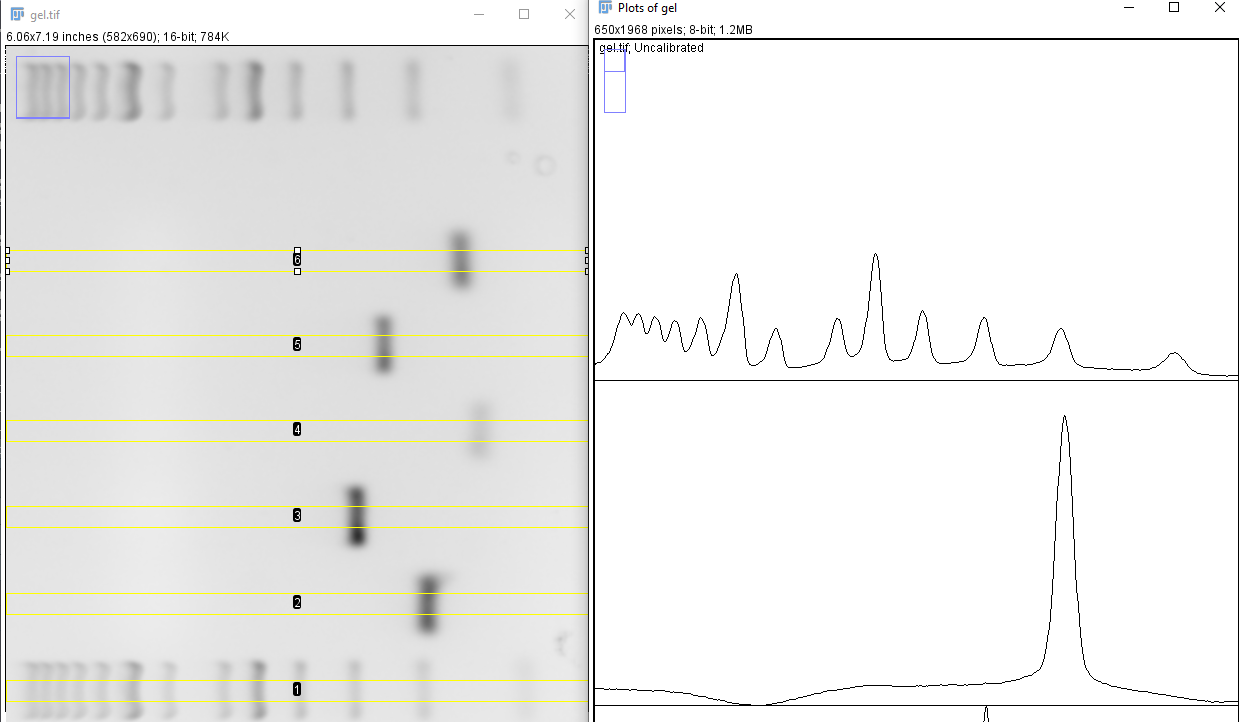 gel.tif
6.06x7.19 inches (582x690); 16-bit; 784K
6
5
4
3
2
1
Plots of gel
650x1968 pixels; 8-bit; 1.2MB
gel.tif, Uncalibrated